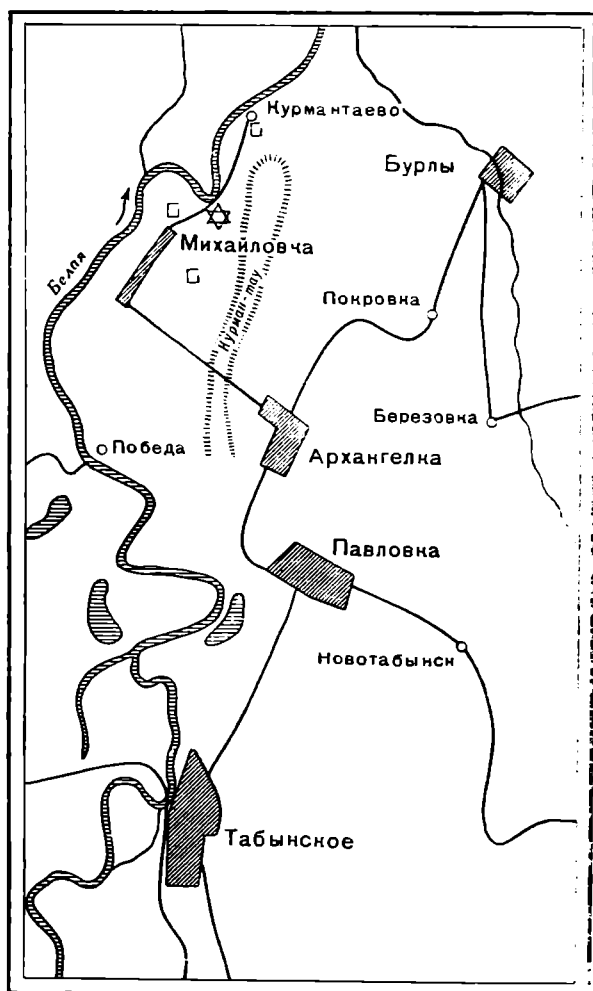 Курмантаево
Бурлы
Михайловча
Белая
Покровка
Курман-тау
Березовка
Победа
Архангелка
Павловка
Новотабынск
Табынское